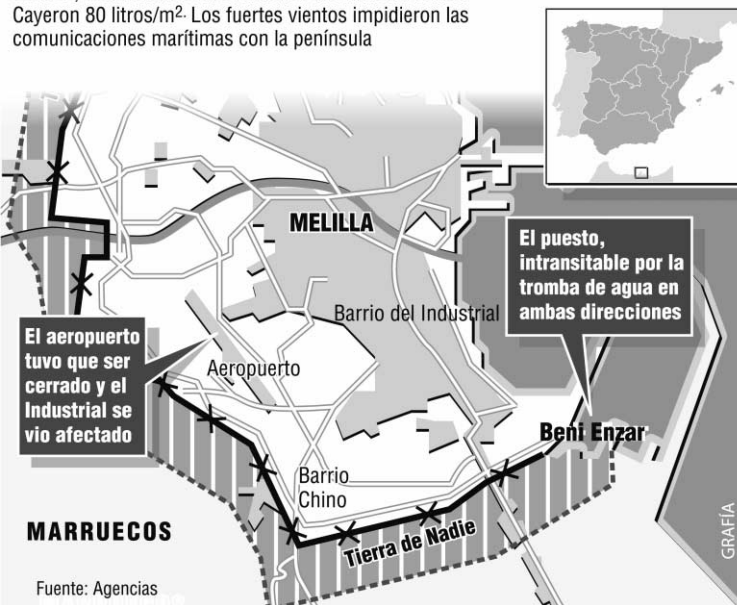 Cayeron 80 litros/m². Los fuertes vientos impidieron las
comunicaciones marítimas con la península
MELILLA
El puesto,
intransitable por la
tromba de agua en
ambas direcciones
Barrio del Industrial
El aeropuerto
tuvo que ser
cerrado y el
Industrial se
vio afectado
Aeropuerto
Beni Enzar
Barrio
Chino
MARRUECOS
Tierra de Nadie
GRAFÍA
Fuente: Agencias